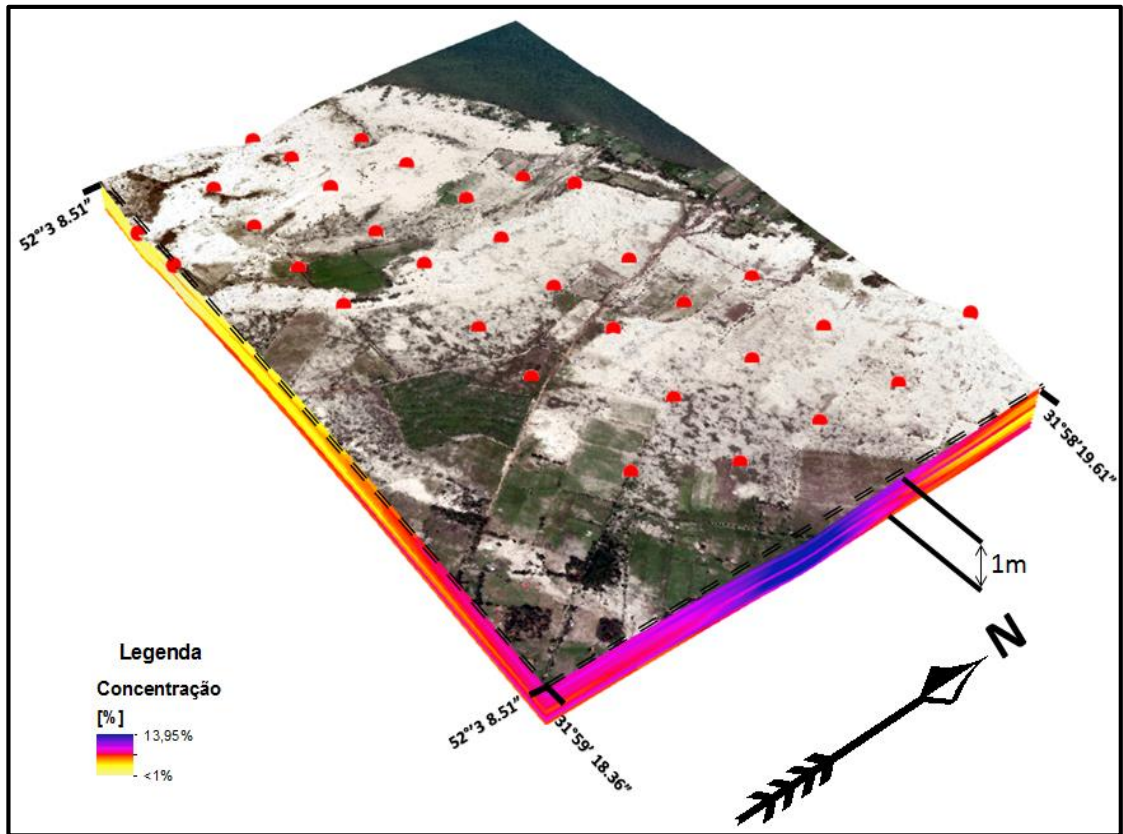 52°'3 8.51”
31°58'19.61”
1m
N
52°'3 8.51”
31°59' 18.36”
Legenda
Concentração
[%]
13,95%
<1%